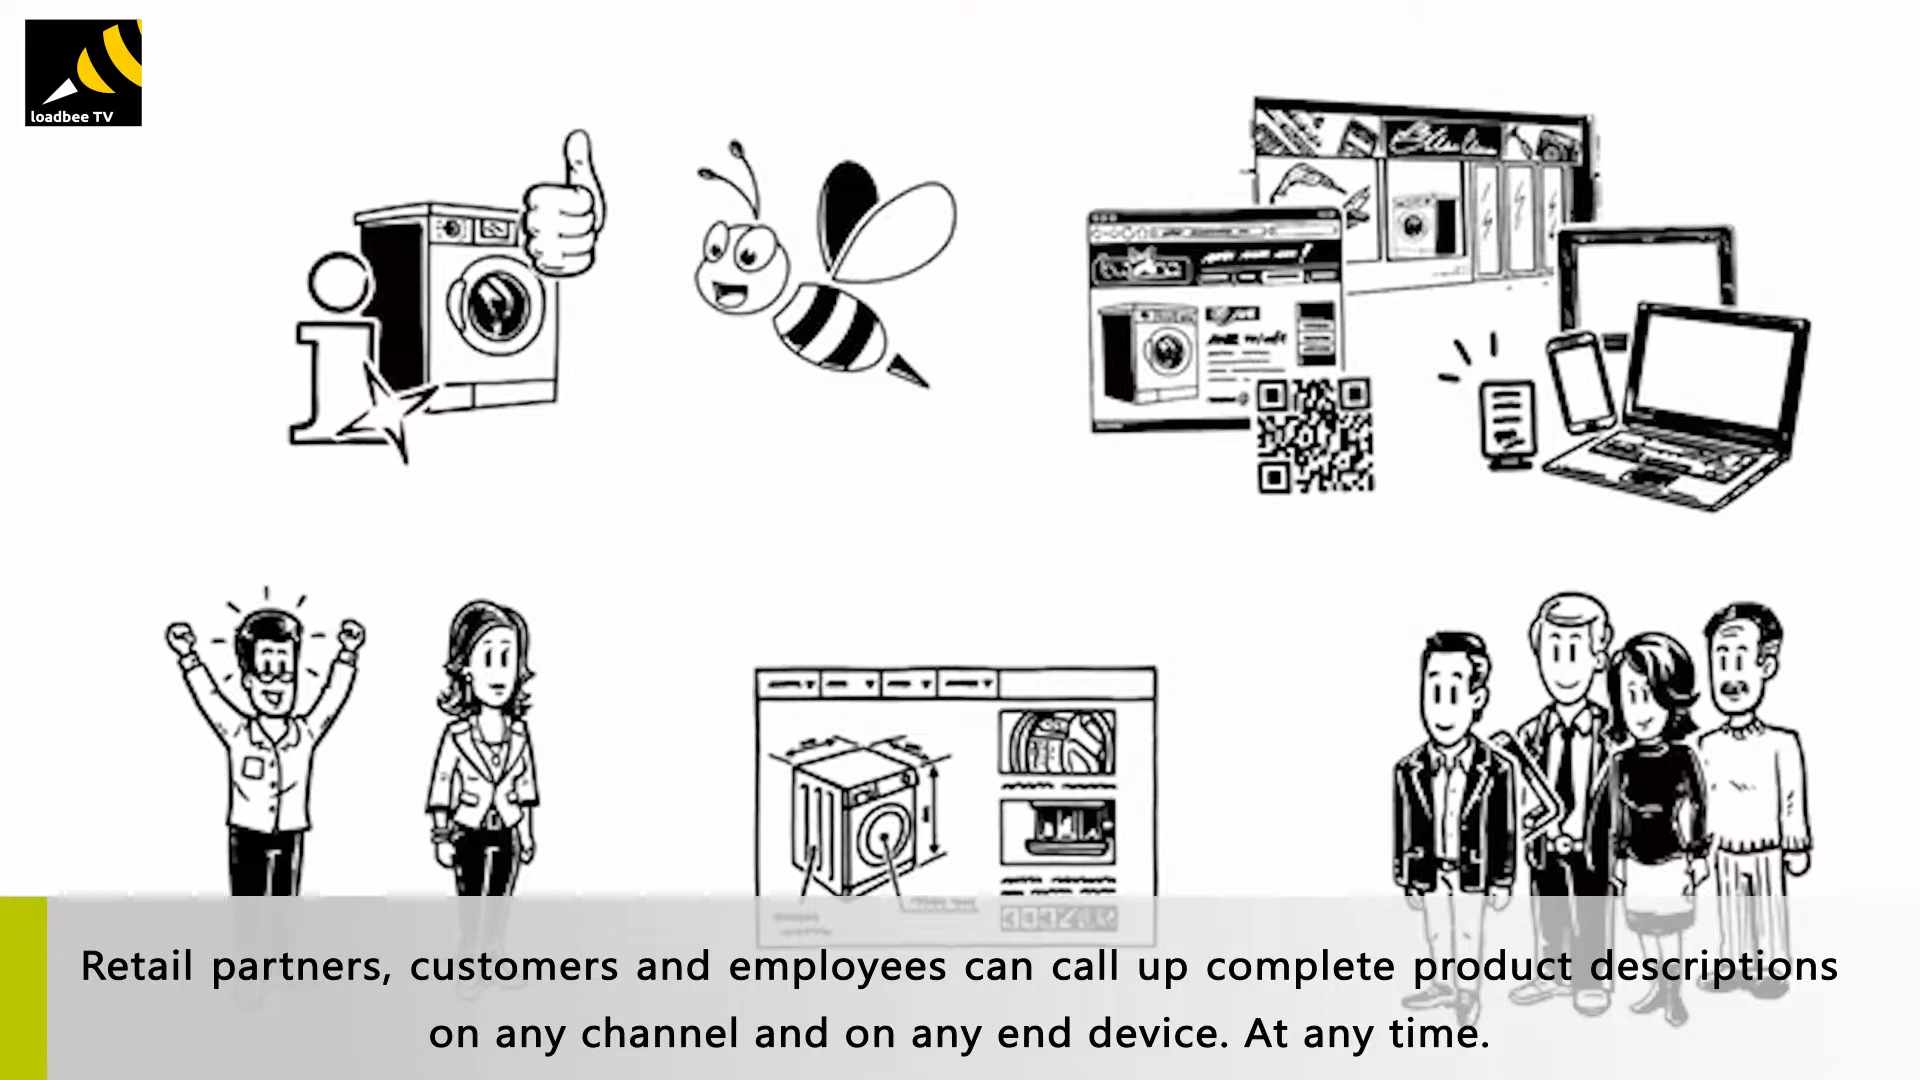 loadbee TV
Retail partners, customers and employees can call up complete product descriptions
on any channel and on any end device. At any time.